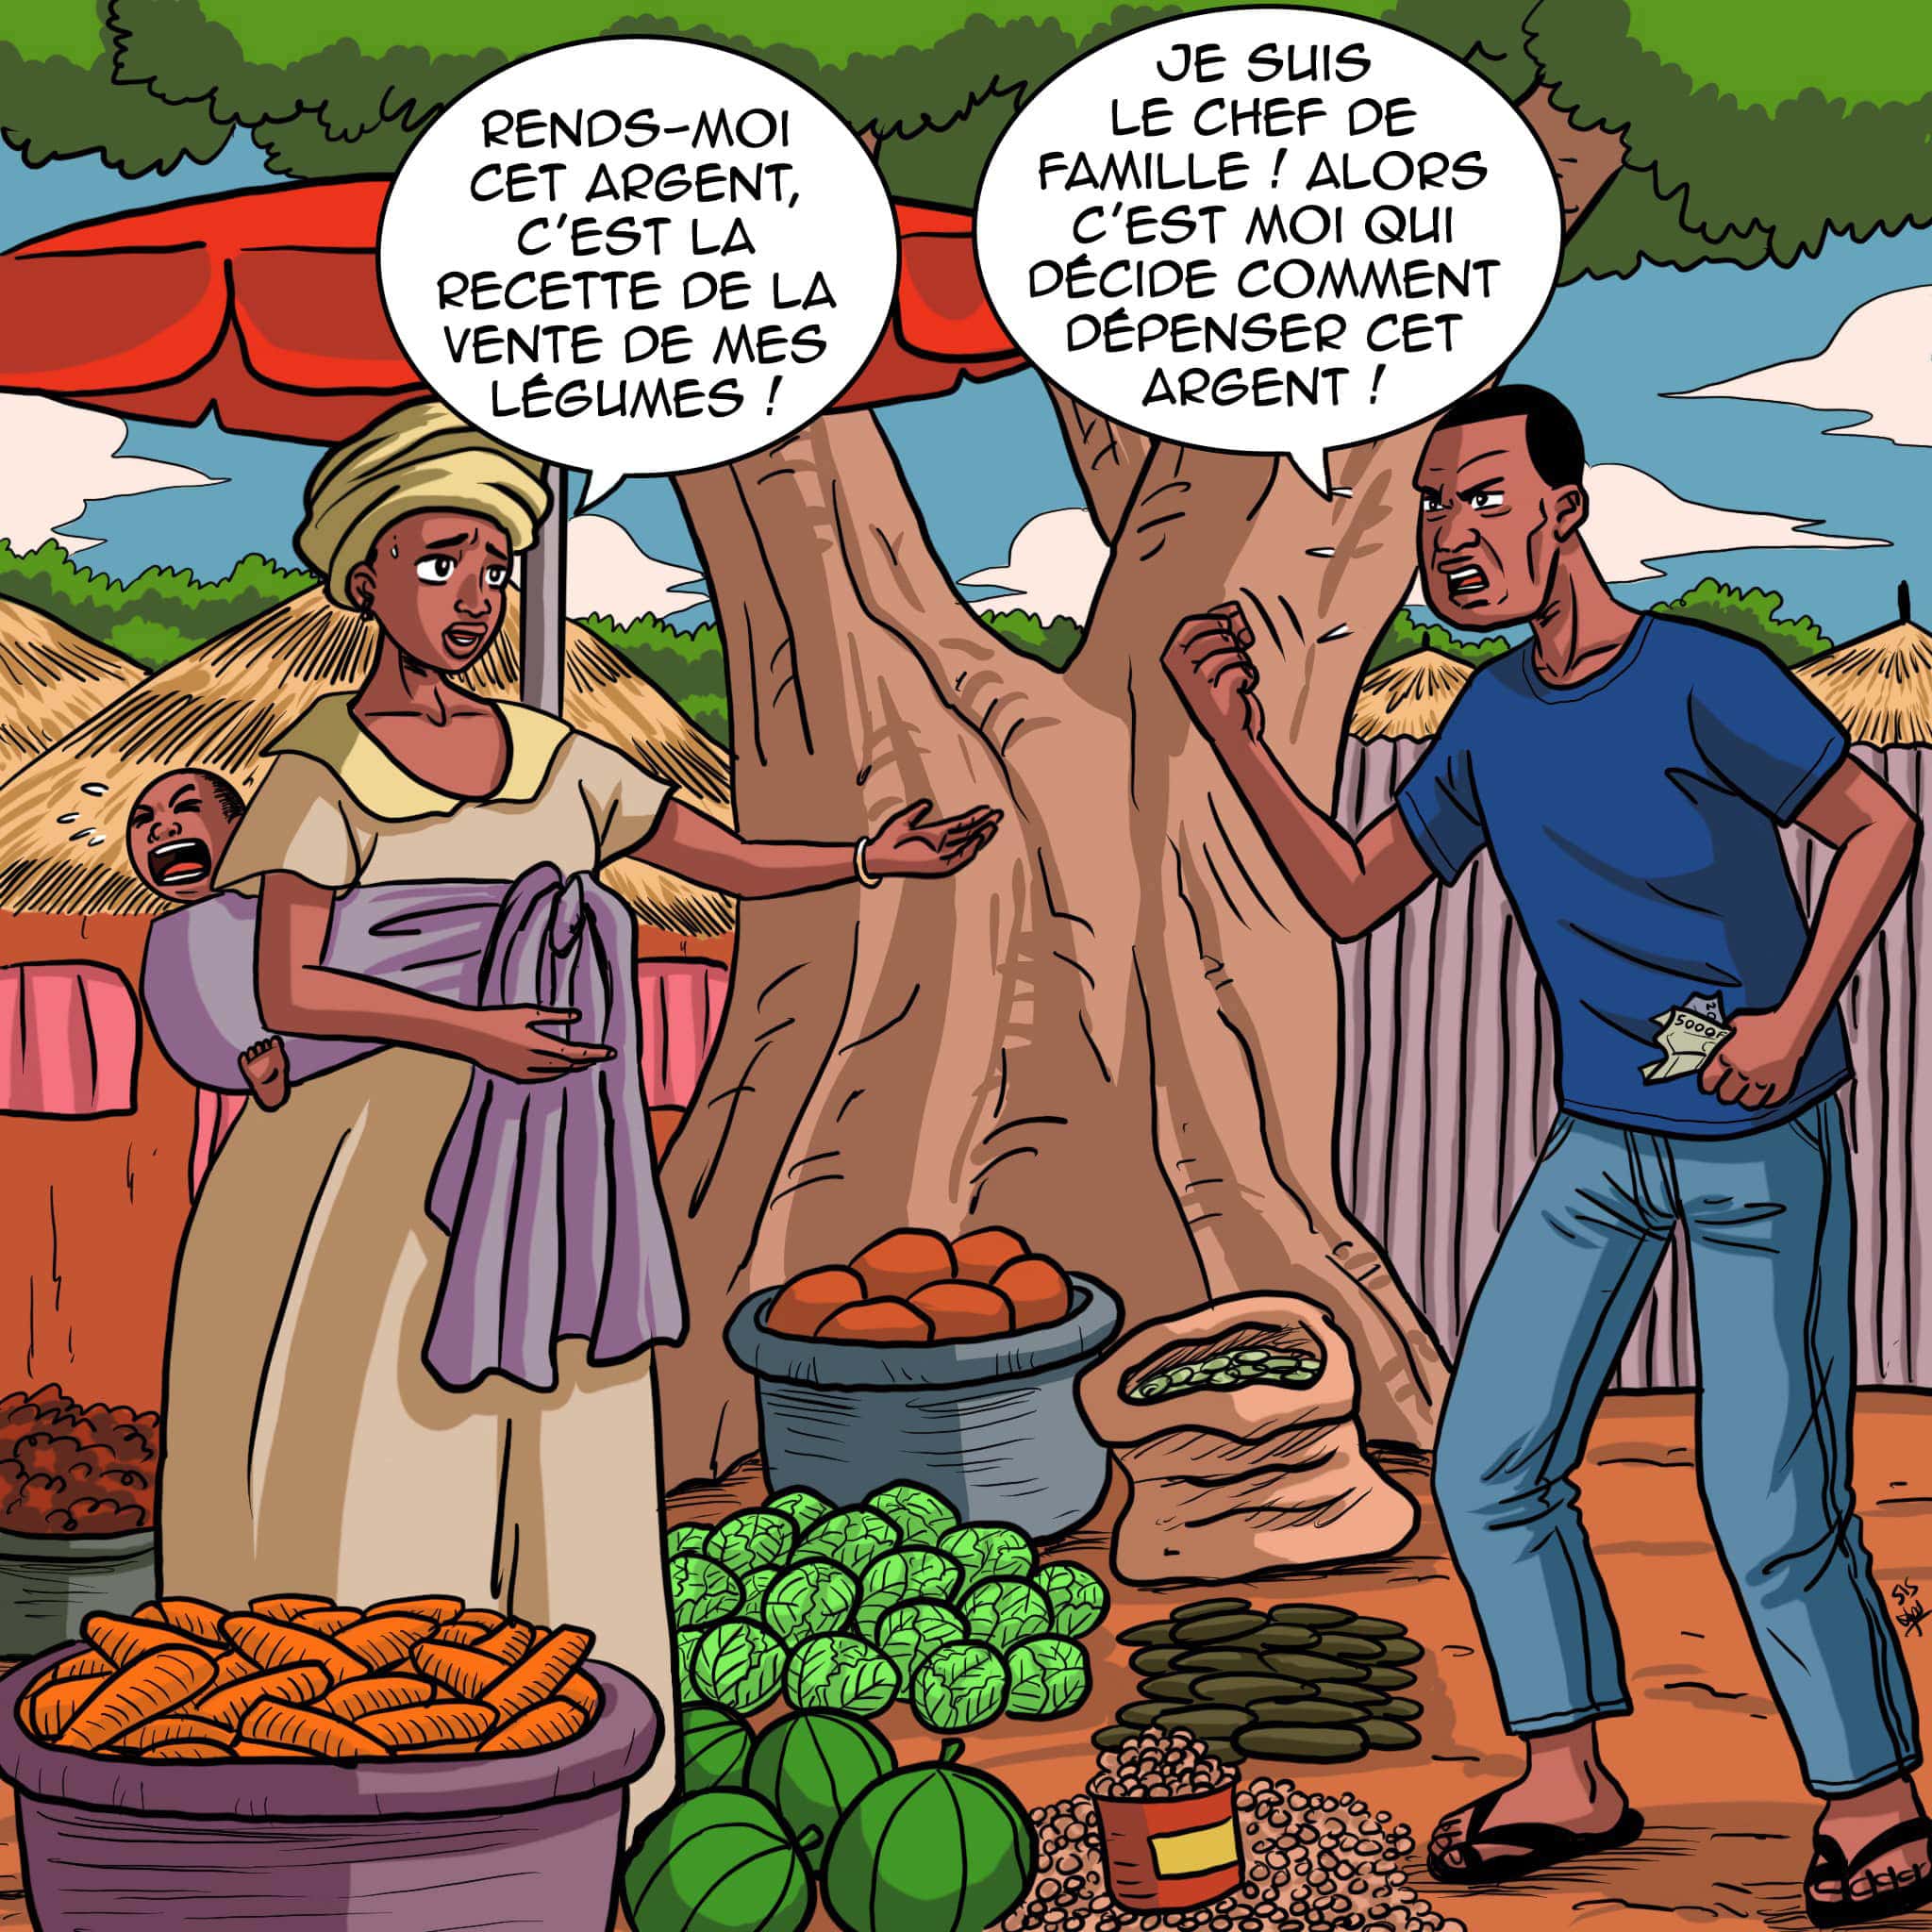 RENDS-MOI
CET ARGENT,
C'EST LA
RECETTE DE LA
VENTE DE MES
LÉGUMES !
JE SUIS
LE CHEF DE
FAMILLE ! ALORS
C'EST MOI QUI
DÉCIDE COMMENT
DÉPENSER CET
ARGENT !
5000F